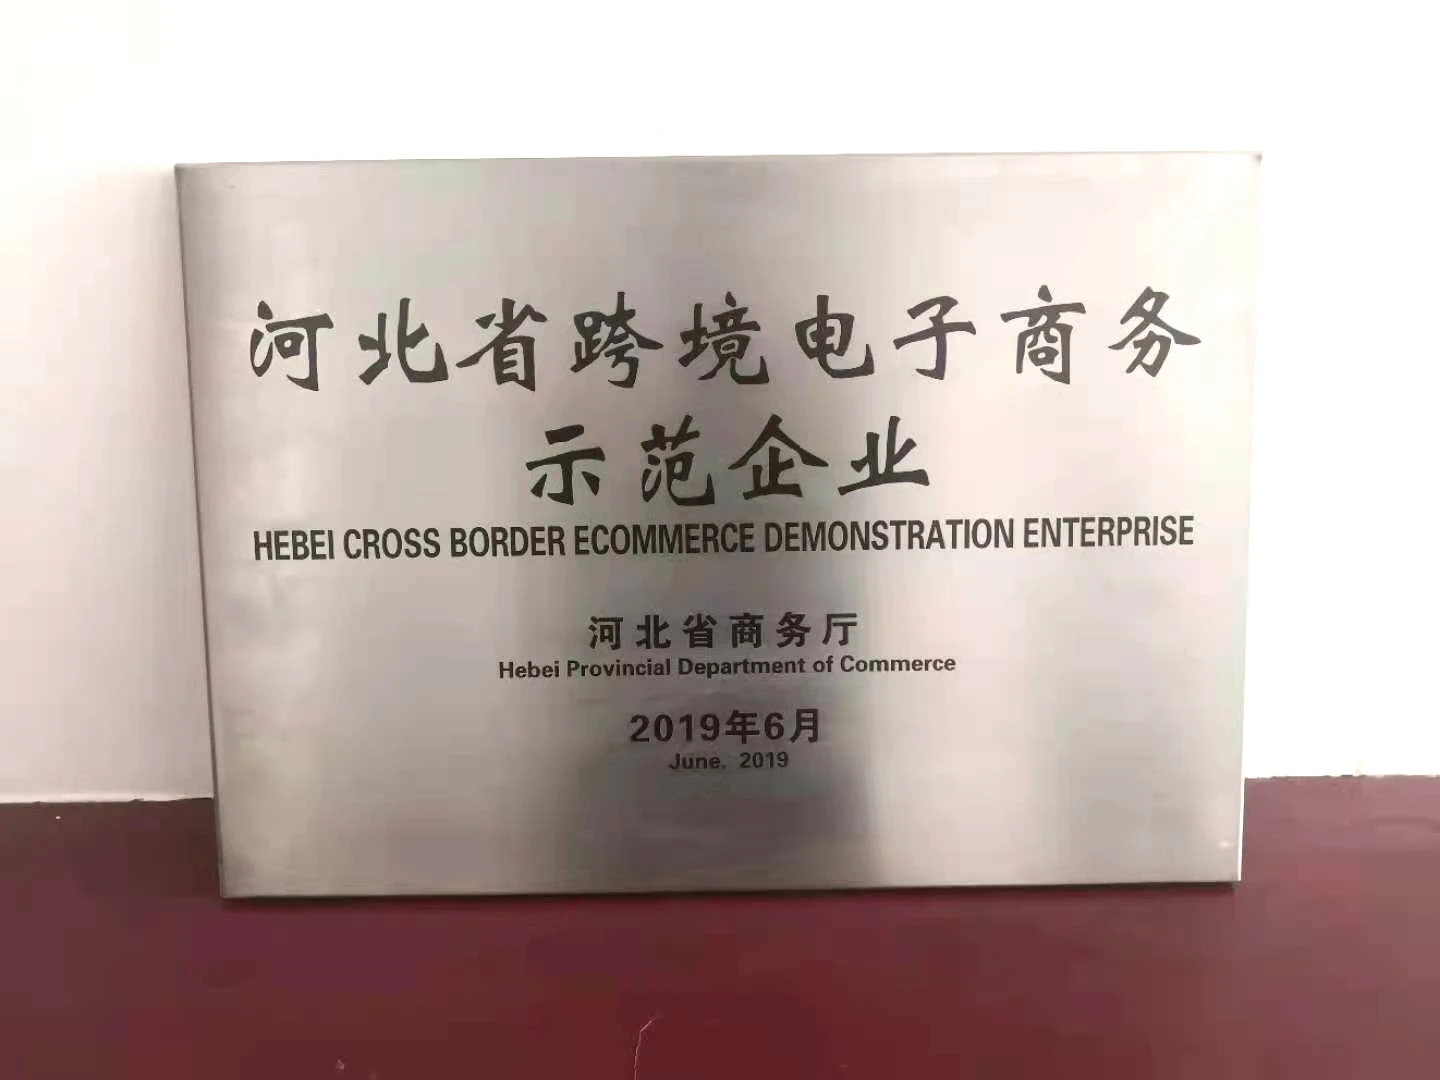 河北省跨境电子商务
示范企业
HEBEI CROSS BORDER ECOMMERCE DEMONSTRATION ENTERPRISE
河北省商务厅
Hebei Provincial Department of Commerce
2019年6月
June. 2019